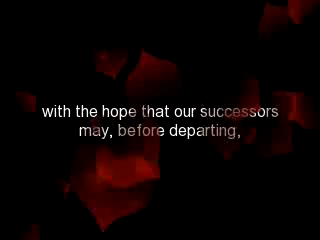 with the hope that our successors
may, before departing,